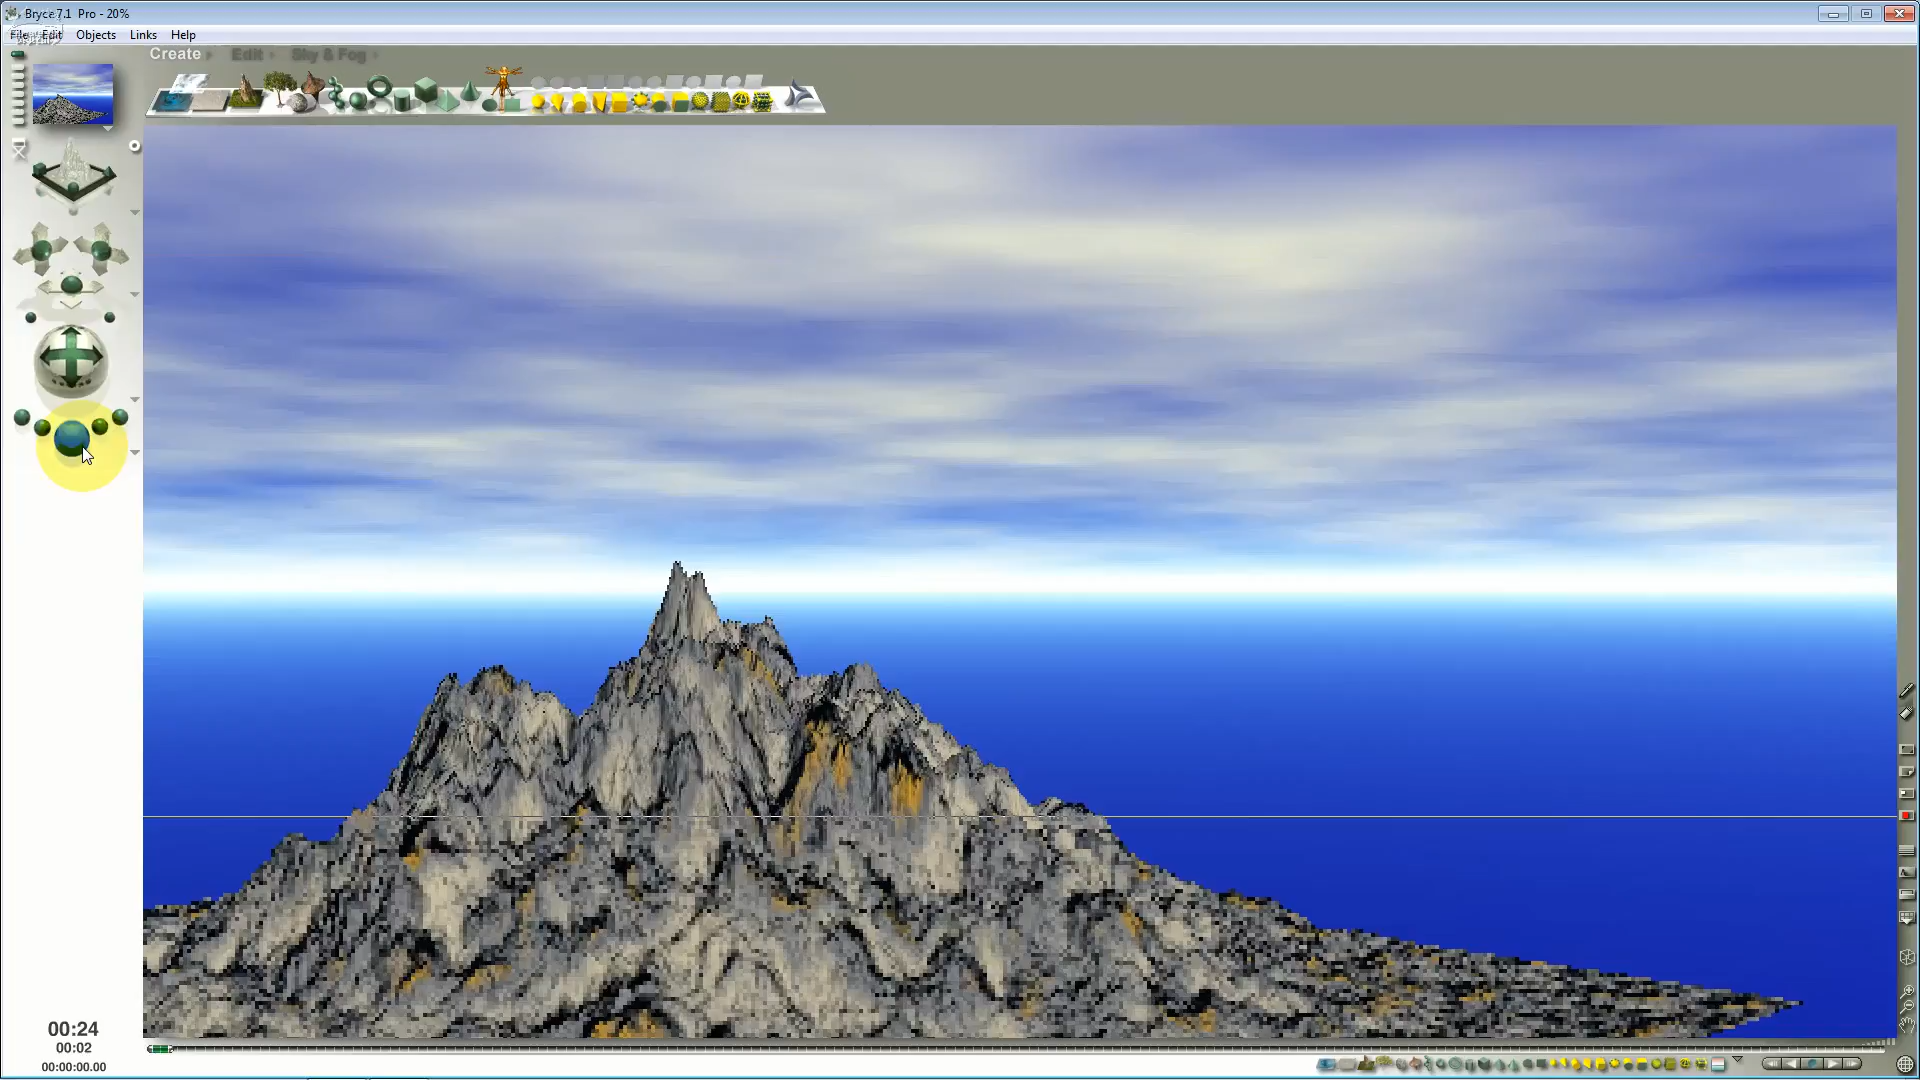 Bryce 7.1 Pro - 20%
File Edit Objects Links Help
Create Edit Sky & Fog
00:24
00:02
00:00:00.00